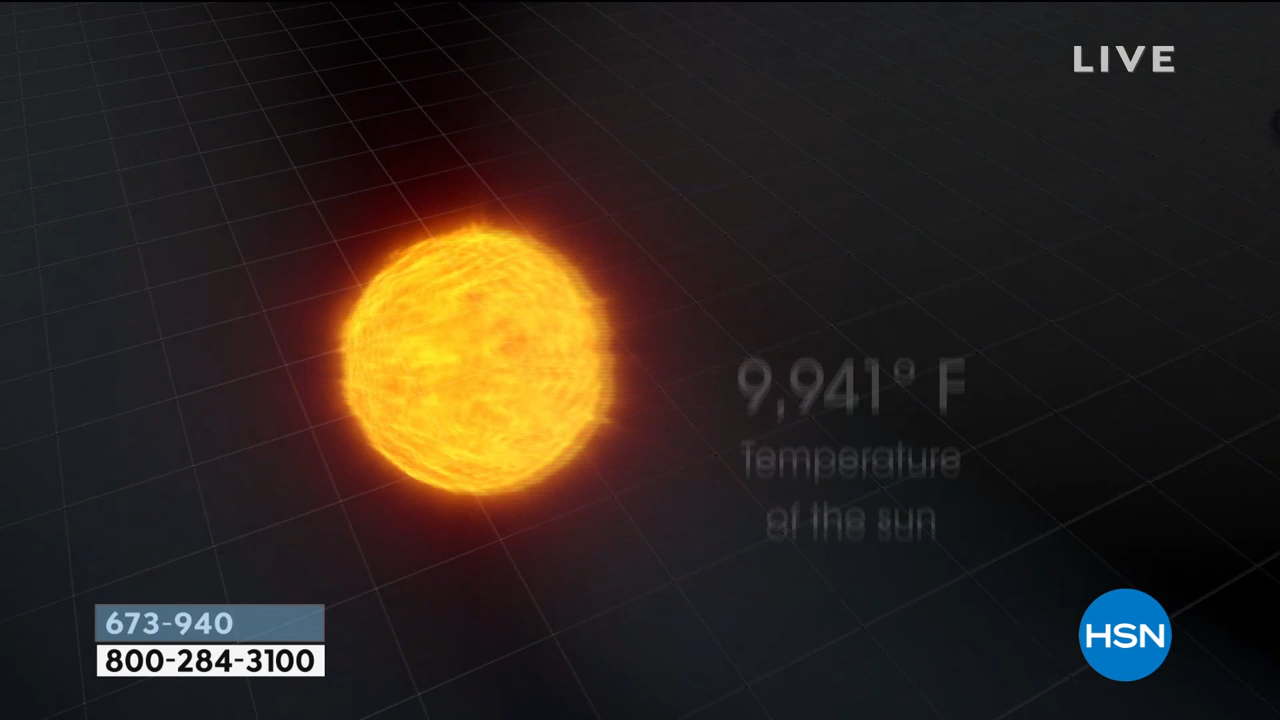 LIVE
9,941° F
Temperature
of the sun
673-940
800-284-3100
HSN